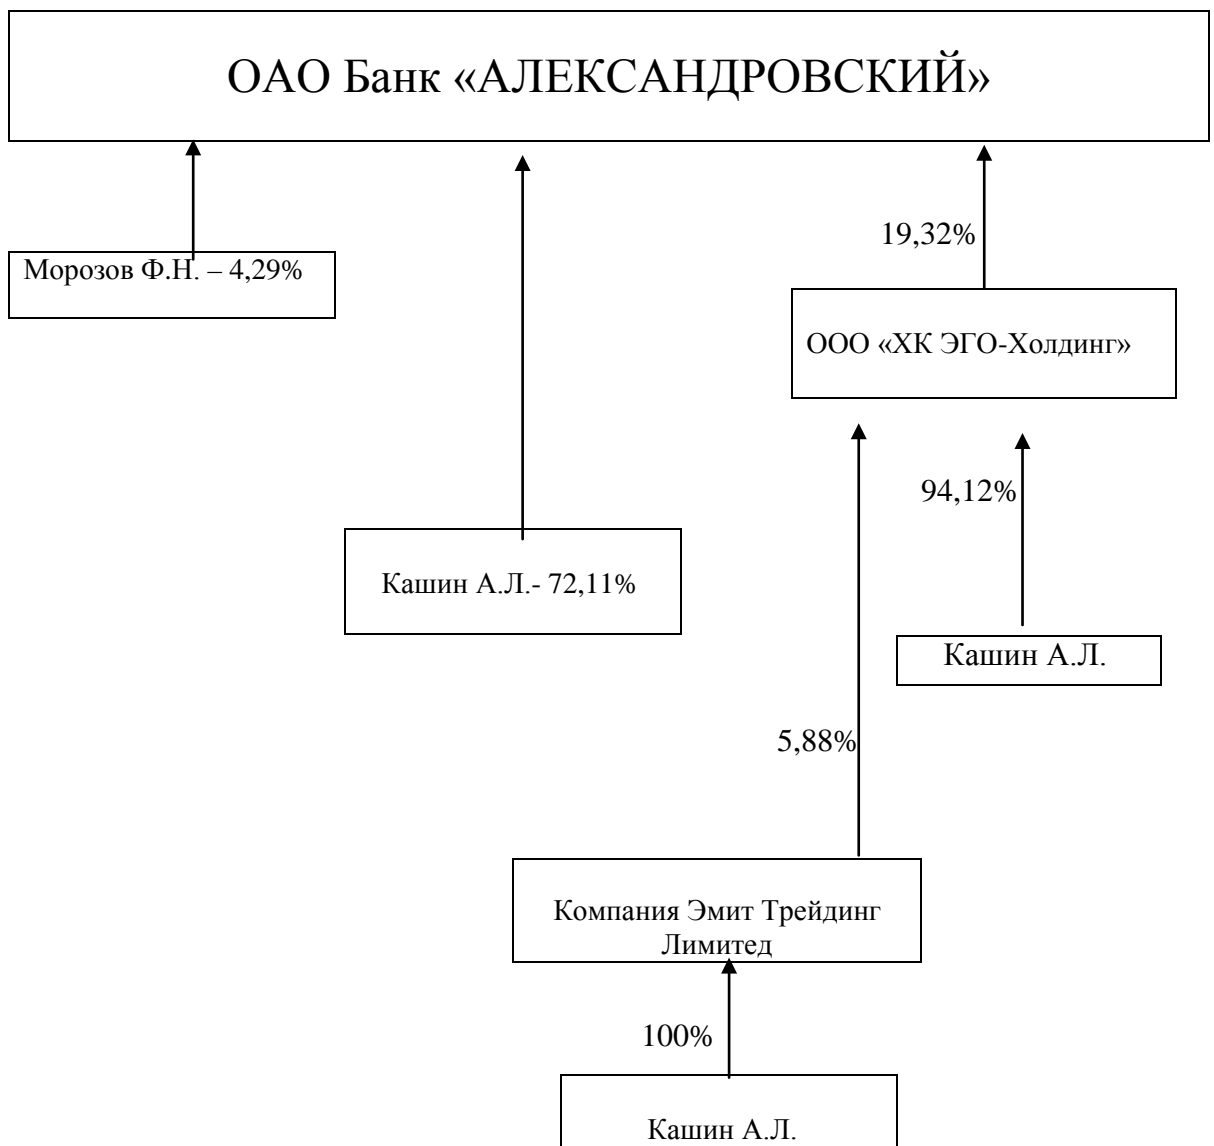 ОАО Банк «АЛЕКСАНДРОВСКИЙ»
19,32%
Морозов Ф.Н. – 4,29%
ООО «ХК ЭГО-Холдинг»
94,12%
Кашин А.Л.- 72,11%
Кашин А.Л.
5,88%
Компания Эмит Трейдинг
Лимитед
100%
Кашин А.Л.